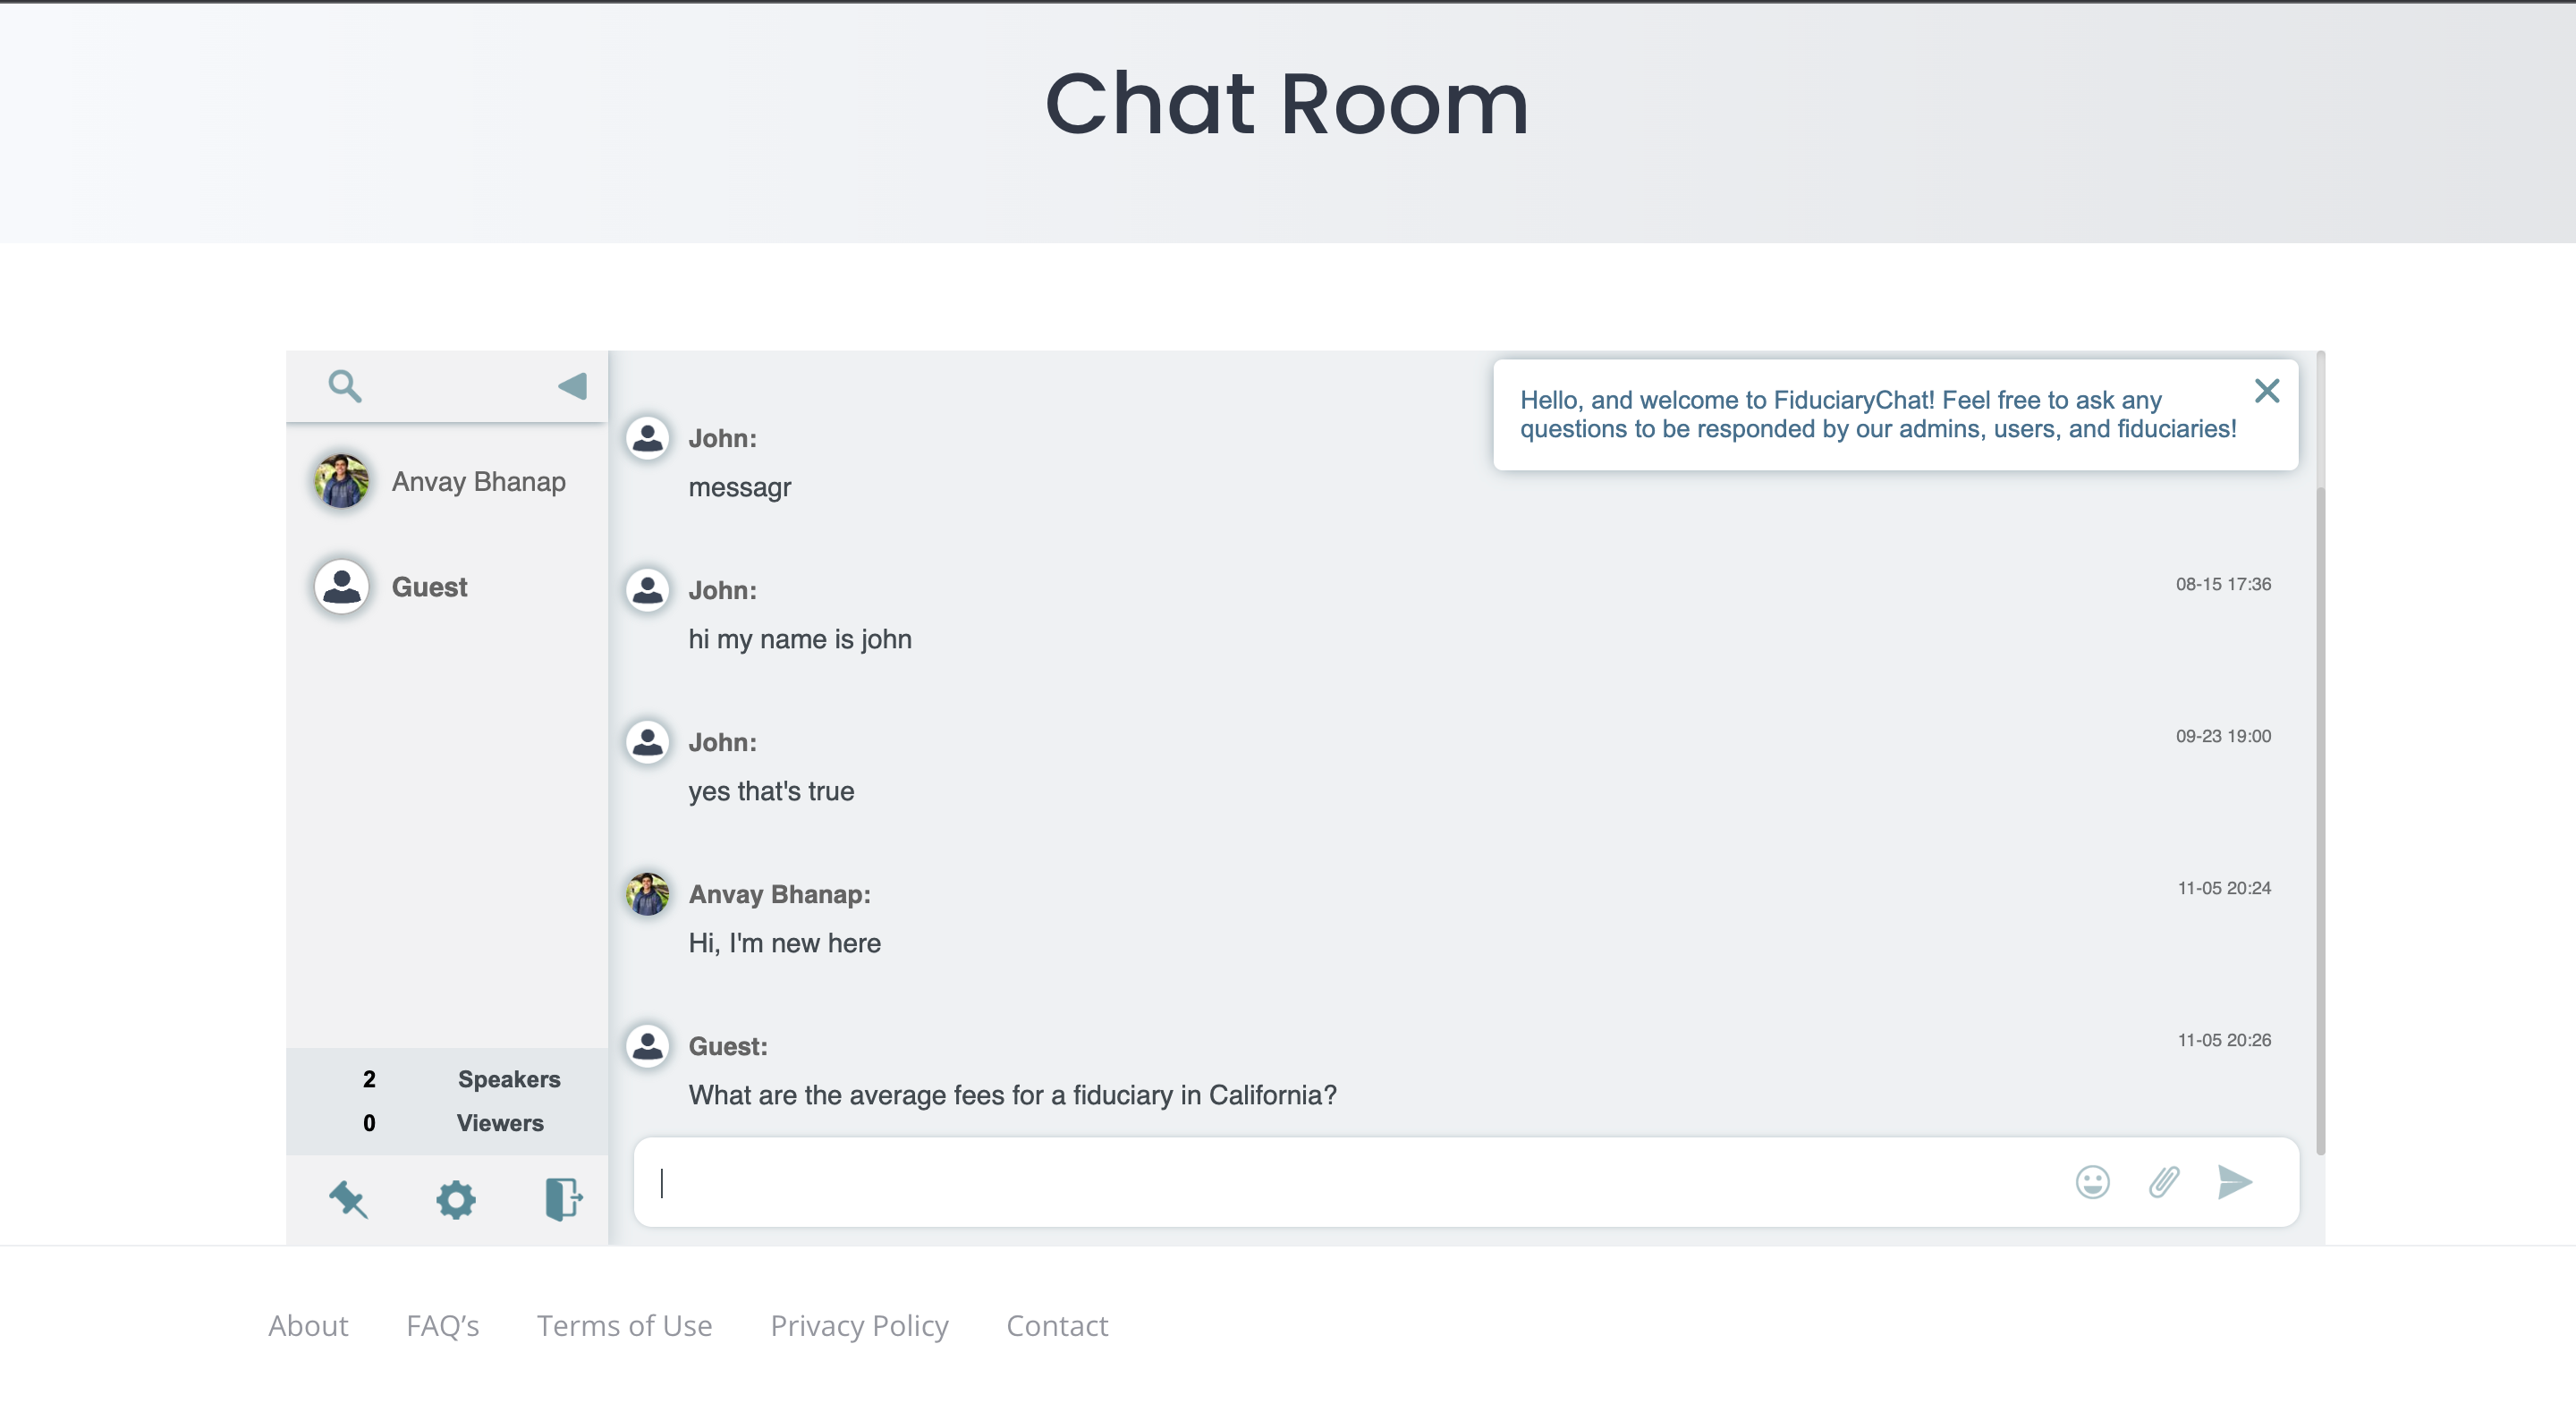 Chat Room
Hello, and welcome to FiduciaryChat! Feel free to ask any
questions to be responded by our admins, users, and fiduciaries!
Anvay Bhanap
Guest
2 Speakers
0 Viewers
John:
messagr
John:
08-15 17:36
hi my name is john
John:
09-23 19:00
yes that's true
Anvay Bhanap:
11-05 20:24
Hi, I'm new here
Guest:
11-05 20:26
What are the average fees for a fiduciary in California?
About FAQ’s Terms of Use Privacy Policy Contact